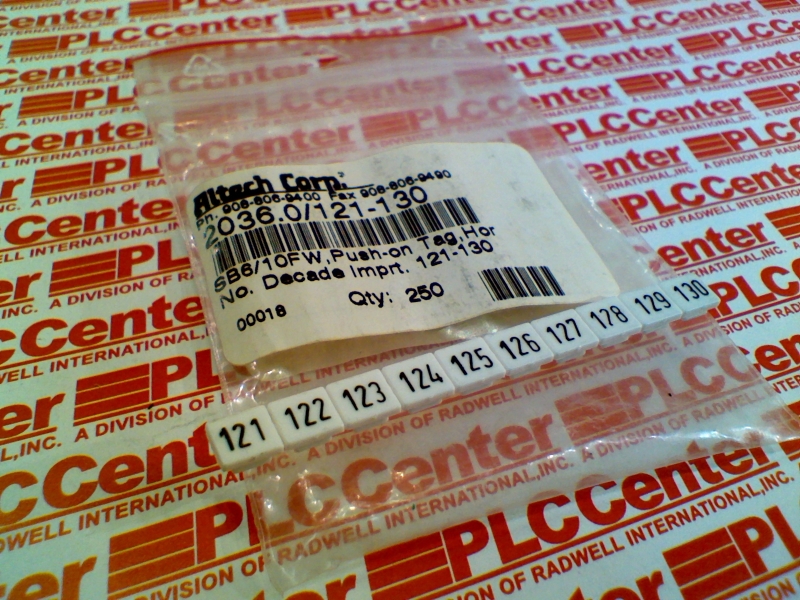 Altech Corp.
Ph. 908-806-9400 Fax 908-806-9490
2036.0/121-130
SB6/10FW,Push-on Tag,Hor
No. Decade Imprt. 121-130
00018 Qty: 250
121 122 123 124 125 126 127 128 129 130
PLCCenter
A DIVISION OF RADWELL INTERNATIONAL,INC.